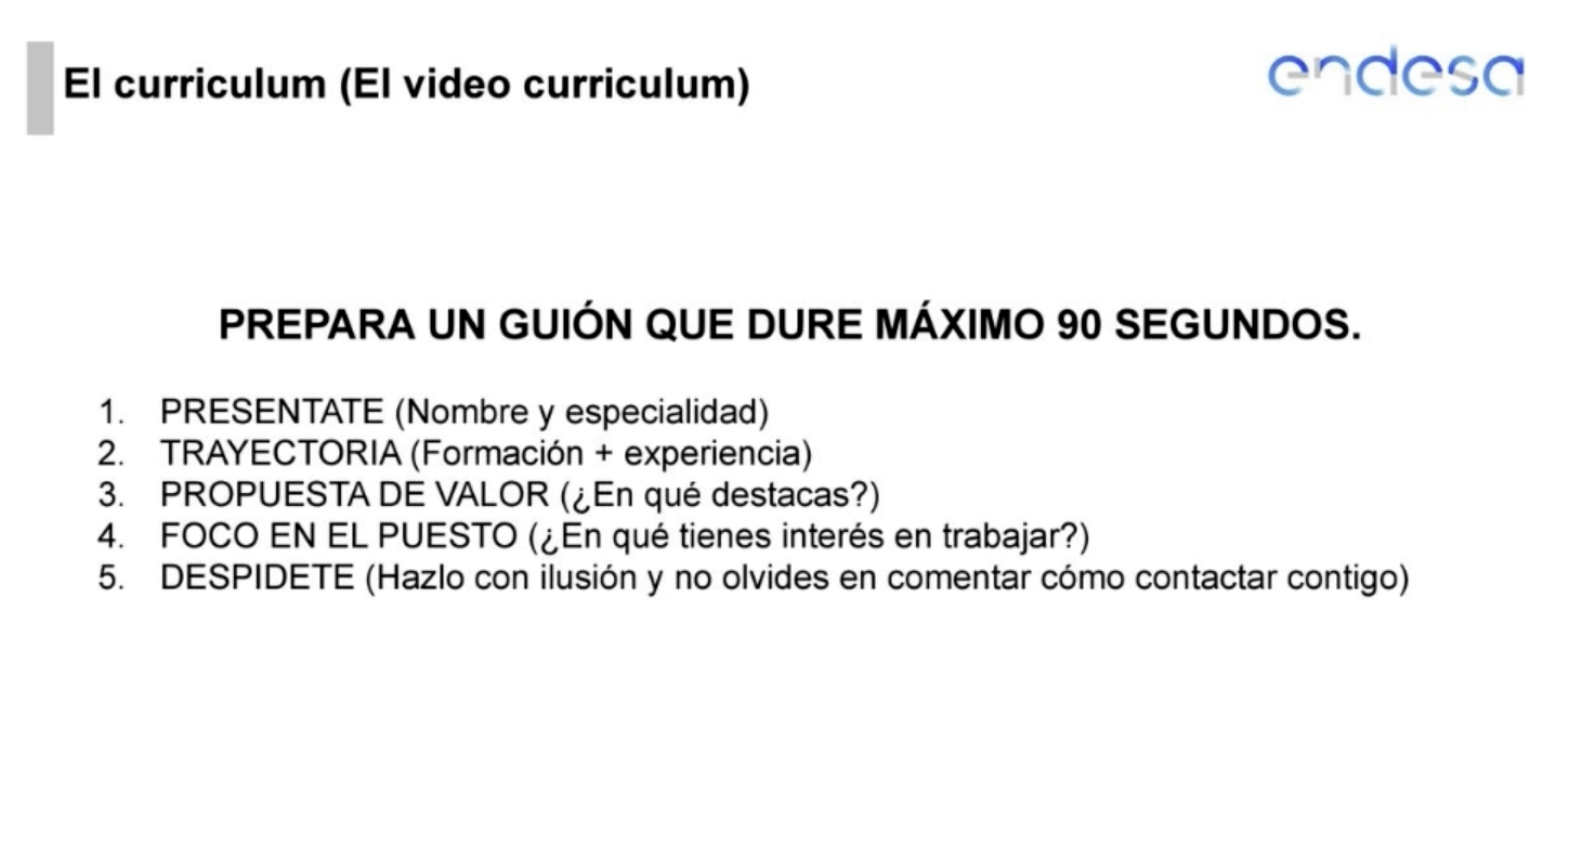 El curriculum (El video curriculum)
endesa
PREPARA UN GUIÓN QUE DURE MÁXIMO 90 SEGUNDOS.
1. PRESENTATE (Nombre y especialidad)
2. TRAYECTORIA (Formación + experiencia)
3. PROPUESTA DE VALOR (¿En qué destacas?)
4. FOCO EN EL PUESTO (¿En qué tienes interés en trabajar?)
5. DESPIDETE (Hazlo con ilusión y no olvides en comentar cómo contactar contigo)